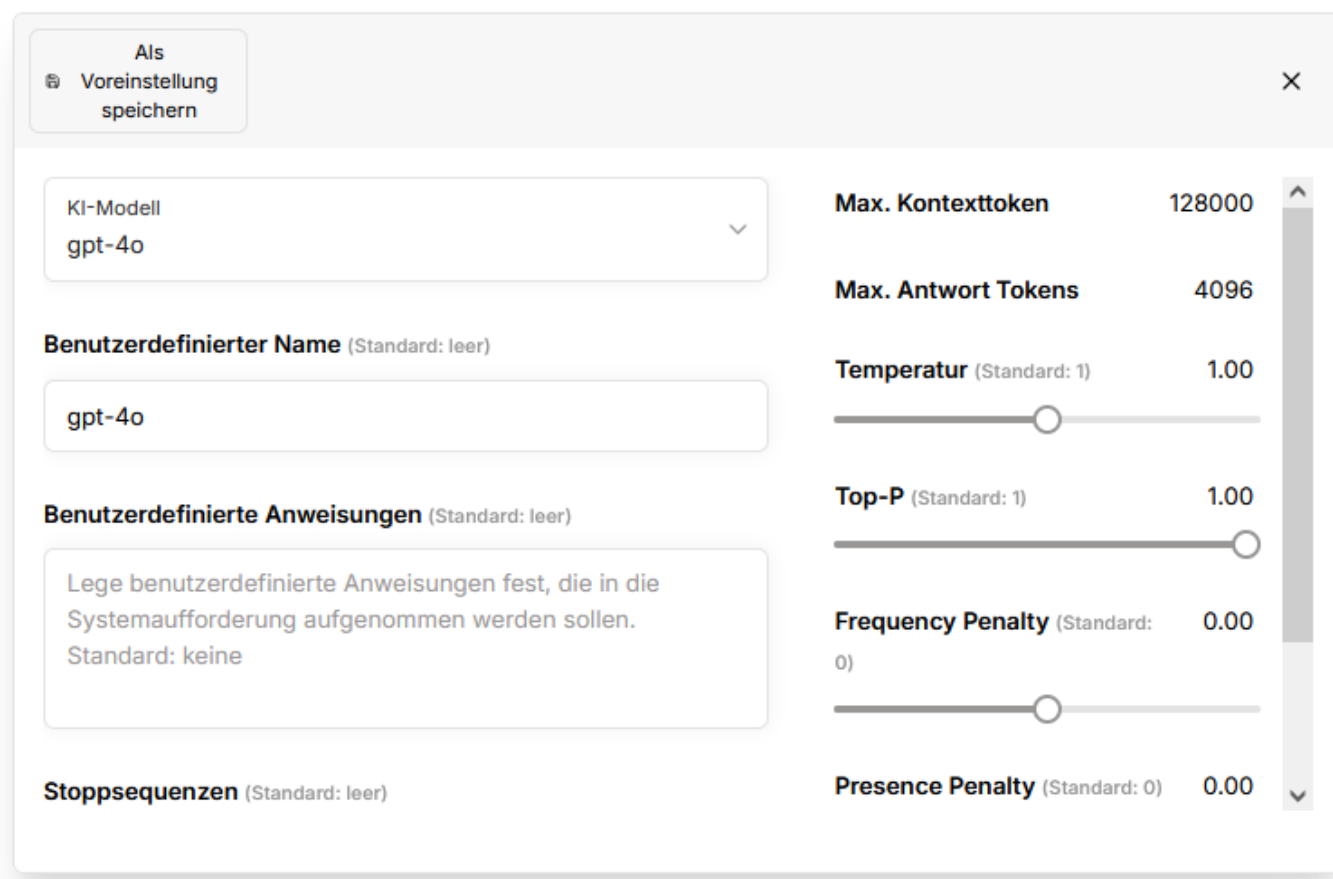 Als
Voreinstellung
speichern
KI-Modell
gpt-4o
Benutzerdefinierter Name (Standard: leer)
gpt-4o
Benutzerdefinierte Anweisungen (Standard: leer)
Lege benutzerdefinierte Anweisungen fest, die in die
Systemaufforderung aufgenommen werden sollen.
Standard: keine
Stoppsequenzen (Standard: leer)
Max. Kontexttoken 128000
Max. Antwort Tokens 4096
Temperatur (Standard: 1) 1.00
Top-P (Standard: 1) 1.00
Frequency Penalty (Standard: 0.00
0)
Presence Penalty (Standard: 0) 0.00